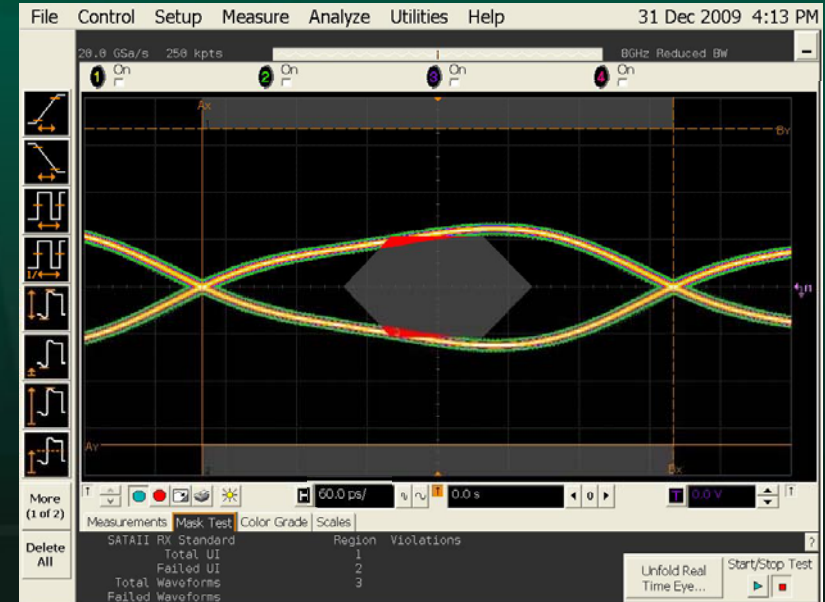 File Control Setup Measure Analyze Utilities Help 31 Dec 2009 4:13 PM
20.0 GSa/s 250 kpts 8GHz Reduced BW
1 On 2 On 3 On 4 On
Ax
By
1/
Ay
2 Bx
More
(1 of 2)
Delete
All
H 60.0 ps/ T 0.0 s 0 T 0.0 V
Measurements Mask Test Color Grade Scales
SATAII RX Standard Region Violations ?
Total UI 1
Failed UI 2
Total Waveforms 3
Failed Waveforms
Unfold Real
Time Eye...
Start/Stop Test